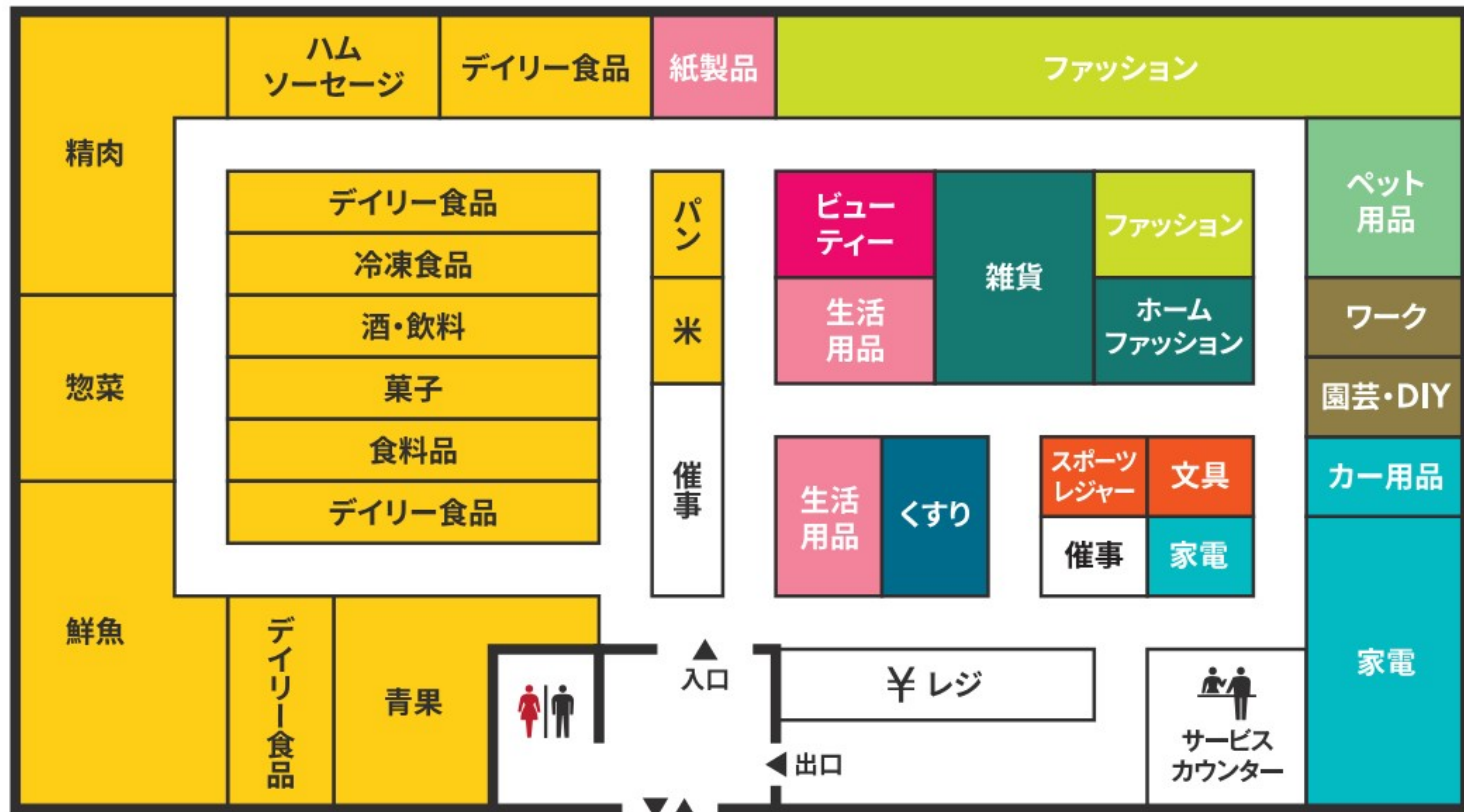 ハム
ソーセージ
デイリー食品
紙製品
ファッション
精肉
ペット
用品
デイリー食品
パン
ビュー
ティー
雑貨
ファッション
冷凍食品
酒・飲料
米
生活
用品
ホーム
ファッション
ワーク
惣菜
菓子
園芸・DIY
食料品
催事
生活
用品
くすり
スポーツ
レジャー
文具
カー用品
デイリー食品
催事
家電
鮮魚
デイリー食品
青果
入口
¥ レジ
家電
出口
サービス
カウンター